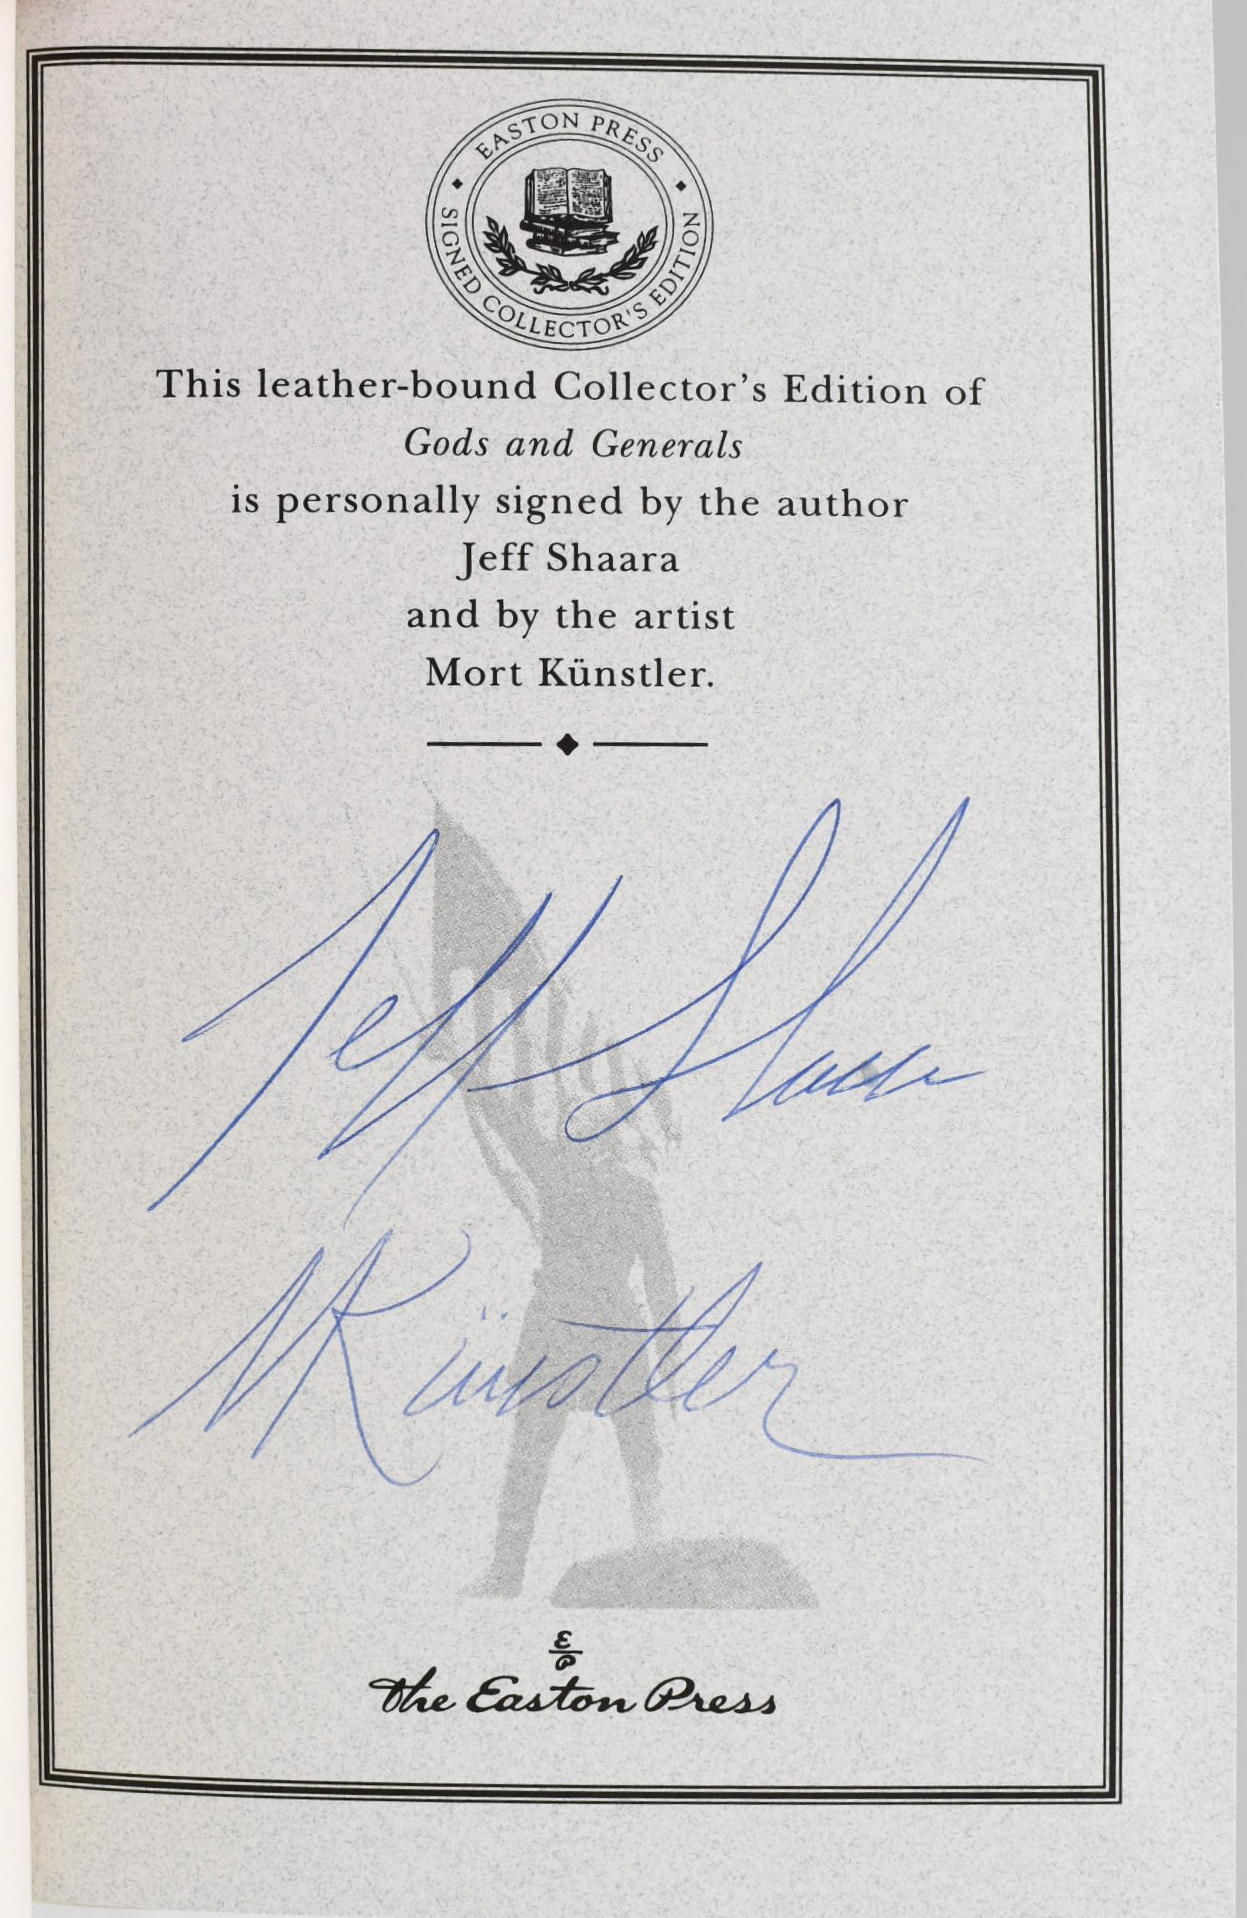 EASTON PRESS
SIGNED COLLECTOR'S EDITION
This leather-bound Collector's Edition of
Gods and Generals
is personally signed by the author
Jeff Shaara
and by the artist
Mort Künstler.
Jeff Shaara
MKünstler
E
P
The Easton Press